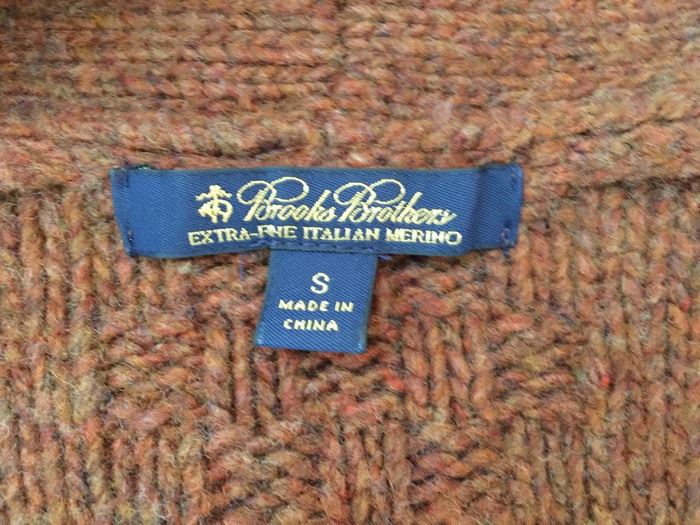 Brooks Brothers
EXTRA-FINE ITALIAN MERINO
S
MADE IN
CHINA